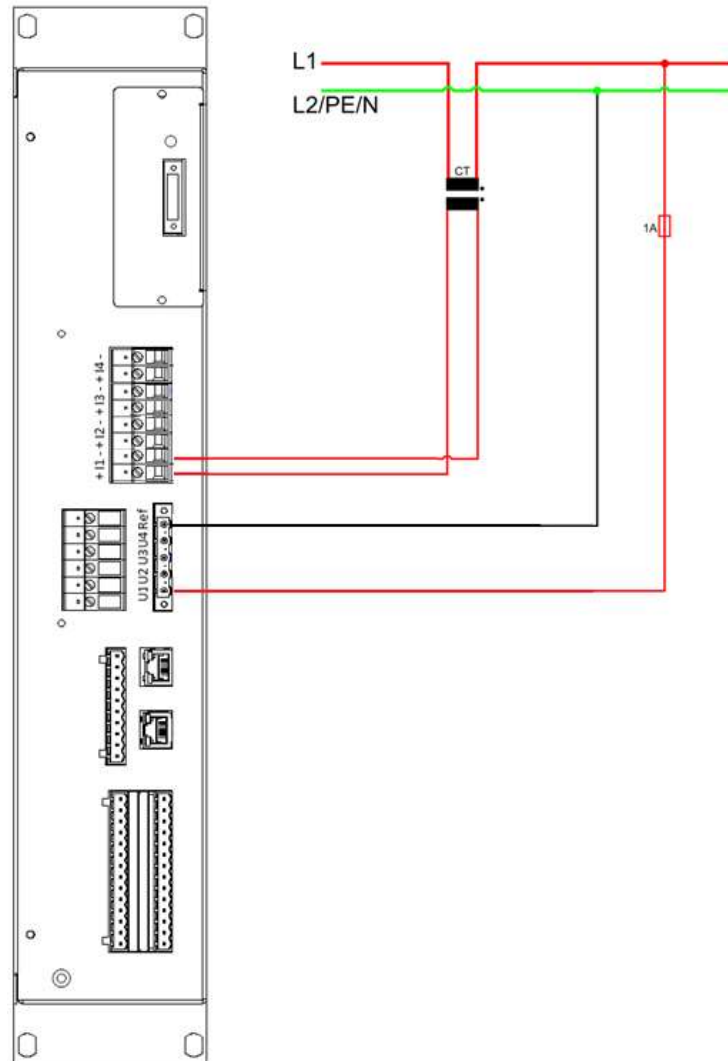 L1
L2/PE/N
CT
1A
+ I1 - + I2 - + I3 - + I4 -
U1 U2 U3 U4 Ref